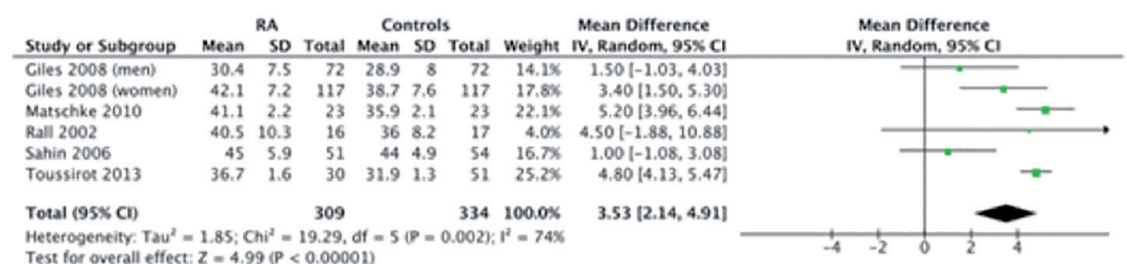 RA Controls Mean Difference Mean Difference
Study or Subgroup Mean SD Total Mean SD Total Weight IV, Random, 95% CI IV, Random, 95% CI
Giles 2008 (men) 30.4 7.5 72 28.9 8 72 14.1% 1.50 [-1.03, 4.03]
Giles 2008 (women) 42.1 7.2 117 38.7 7.6 117 17.8% 3.40 [1.50, 5.30]
Matschke 2010 41.1 2.2 23 35.9 2.1 23 22.1% 5.20 [3.96, 6.44]
Rall 2002 40.5 10.3 16 36 8.2 17 4.0% 4.50 [-1.88, 10.88]
Sahin 2006 45 5.9 51 44 4.9 54 16.7% 1.00 [-1.08, 3.08]
Toussirot 2013 36.7 1.6 30 31.9 1.3 51 25.2% 4.80 [4.13, 5.47]
Total (95% CI) 309 334 100.0% 3.53 [2.14, 4.91]
Heterogeneity: Tau² = 1.85; Chi² = 19.29, df = 5 (P = 0.002); I² = 74%
Test for overall effect: Z = 4.99 (P < 0.00001)
-4 -2 0 2 4